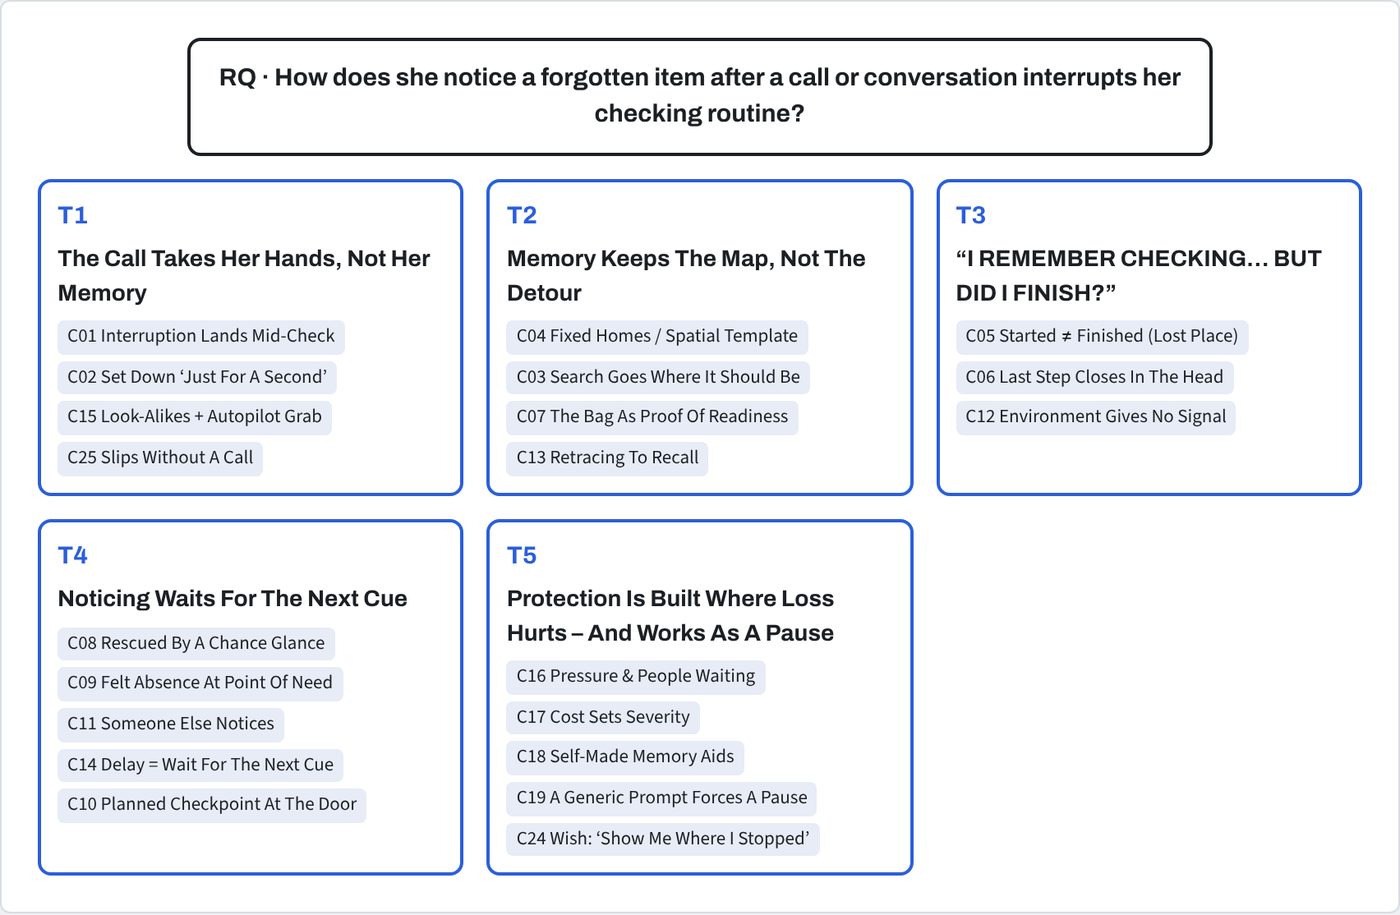 RQ · How does she notice a forgotten item after a call or conversation interrupts her
checking routine?
T1
The Call Takes Her Hands, Not Her
Memory
C01 Interruption Lands Mid-Check
C02 Set Down ‘Just For A Second’
C15 Look-Alikes + Autopilot Grab
C25 Slips Without A Call
T2
Memory Keeps The Map, Not The
Detour
C04 Fixed Homes / Spatial Template
C03 Search Goes Where It Should Be
C07 The Bag As Proof Of Readiness
C13 Retracing To Recall
T3
“I REMEMBER CHECKING… BUT
DID I FINISH?”
C05 Started ≠ Finished (Lost Place)
C06 Last Step Closes In The Head
C12 Environment Gives No Signal
T4
Noticing Waits For The Next Cue
C08 Rescued By A Chance Glance
C09 Felt Absence At Point Of Need
C11 Someone Else Notices
C14 Delay = Wait For The Next Cue
C10 Planned Checkpoint At The Door
T5
Protection Is Built Where Loss
Hurts – And Works As A Pause
C16 Pressure & People Waiting
C17 Cost Sets Severity
C18 Self-Made Memory Aids
C19 A Generic Prompt Forces A Pause
C24 Wish: ‘Show Me Where I Stopped’